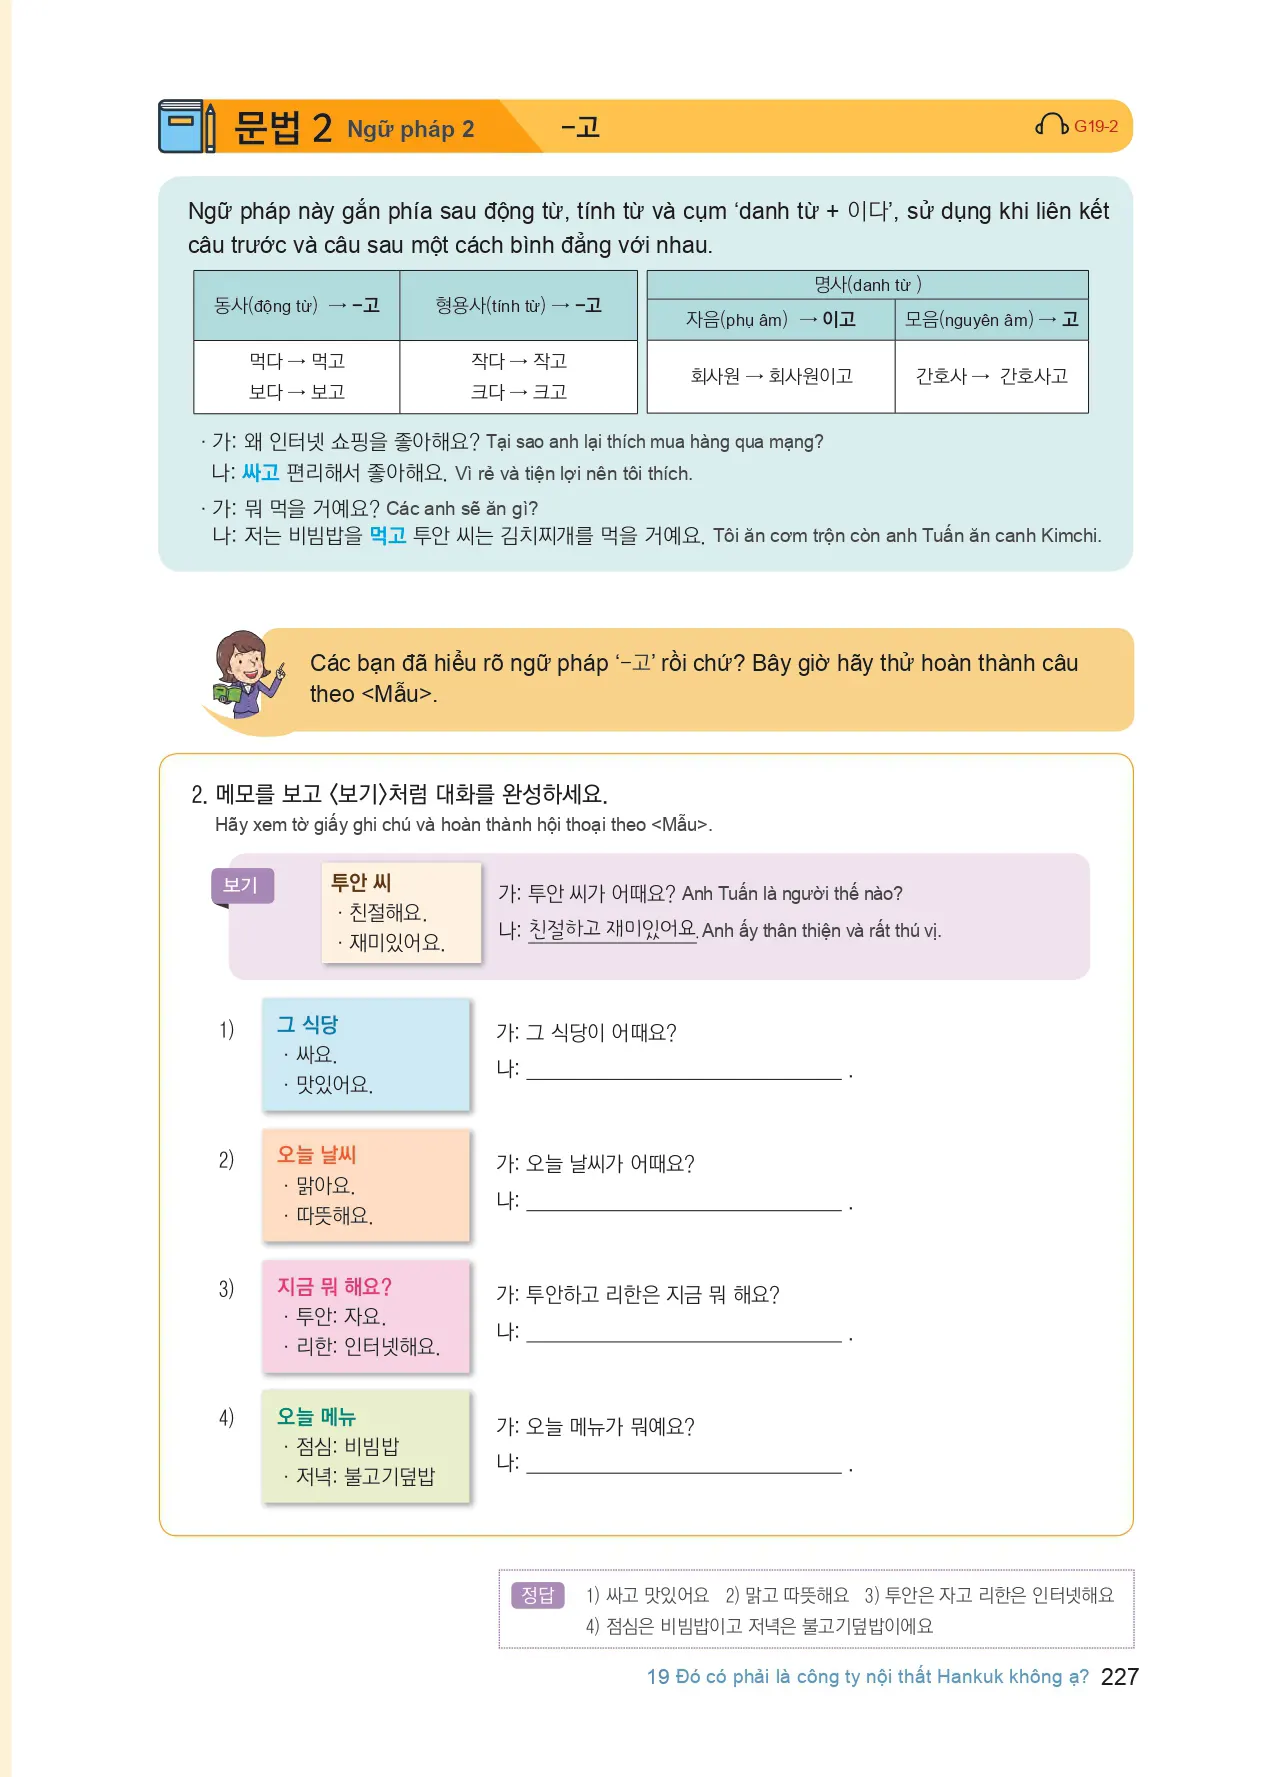 문법 2 Ngữ pháp 2 -고 G19-2
Ngữ pháp này gắn phía sau động từ, tính từ và cụm ‘danh từ + 이다’, sử dụng khi liên kết
câu trước và câu sau một cách bình đẳng với nhau.
동사(động từ) → -고 형용사(tính từ) → -고 명사(danh từ )
자음(phụ âm) → 이고 모음(nguyên âm) → 고
먹다 → 먹고 작다 → 작고
보다 → 보고 크다 → 크고
회사원 → 회사원이고 간호사 → 간호사고
· 가: 왜 인터넷 쇼핑을 좋아해요? Tại sao anh lại thích mua hàng qua mạng?
나: 싸고 편리해서 좋아해요. Vì rẻ và tiện lợi nên tôi thích.
· 가: 뭐 먹을 거예요? Các anh sẽ ăn gì?
나: 저는 비빔밥을 먹고 투안 씨는 김치찌개를 먹을 거예요. Tôi ăn cơm trộn còn anh Tuấn ăn canh Kimchi.
Các bạn đã hiểu rõ ngữ pháp ‘-고’ rồi chứ? Bây giờ hãy thử hoàn thành câu
theo <Mẫu>.
2. 메모를 보고 〈보기〉처럼 대화를 완성하세요.
Hãy xem tờ giấy ghi chú và hoàn thành hội thoại theo <Mẫu>.
보기
투안 씨
· 친절해요.
· 재미있어요.
가: 투안 씨가 어때요? Anh Tuấn là người thế nào?
나: 친절하고 재미있어요. Anh ấy thân thiện và rất thú vị.
1)
그 식당
· 싸요.
· 맛있어요.
가: 그 식당이 어때요?
나: ______________________________ .
2)
오늘 날씨
· 맑아요.
· 따뜻해요.
가: 오늘 날씨가 어때요?
나: ______________________________ .
3)
지금 뭐 해요?
· 투안: 자요.
· 리한: 인터넷해요.
가: 투안하고 리한은 지금 뭐 해요?
나: ______________________________ .
4)
오늘 메뉴
· 점심: 비빔밥
· 저녁: 불고기덮밥
가: 오늘 메뉴가 뭐예요?
나: ______________________________ .
정답 1) 싸고 맛있어요 2) 맑고 따뜻해요 3) 투안은 자고 리한은 인터넷해요
4) 점심은 비빔밥이고 저녁은 불고기덮밥이에요
19 Đó có phải là công ty nội thất Hankuk không ạ? 227